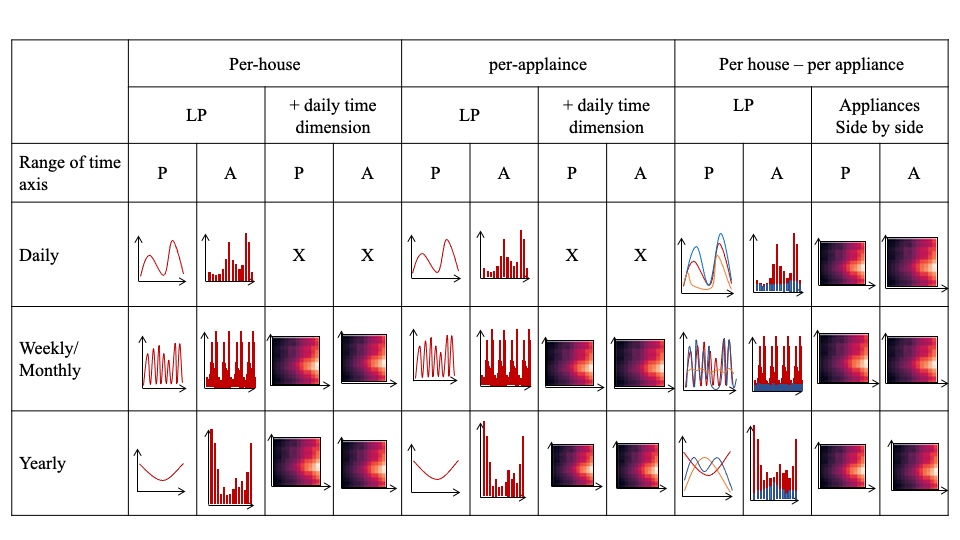 Per-house
per-applaince
Per house – per appliance
LP
+ daily time
dimension
LP
+ daily time
dimension
LP
Appliances
Side by side
Range of time
axis
P
A
P
A
P
A
P
A
P
A
P
A
Daily
X
X
X
X
Weekly/
Monthly
Yearly